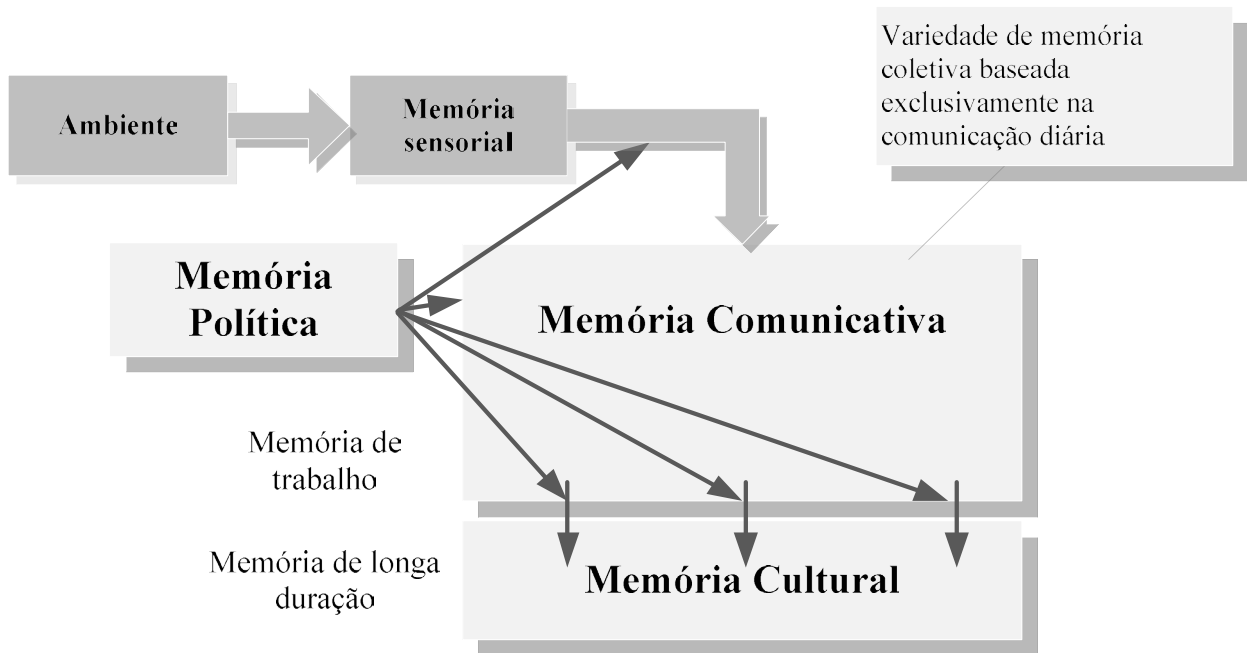 Ambiente
Memória
sensorial
Variedade de memória
coletiva baseada
exclusivamente na
comunicação diária
Memória
Política
Memória Comunicativa
Memória de
trabalho
Memória de longa
duração
Memória Cultural